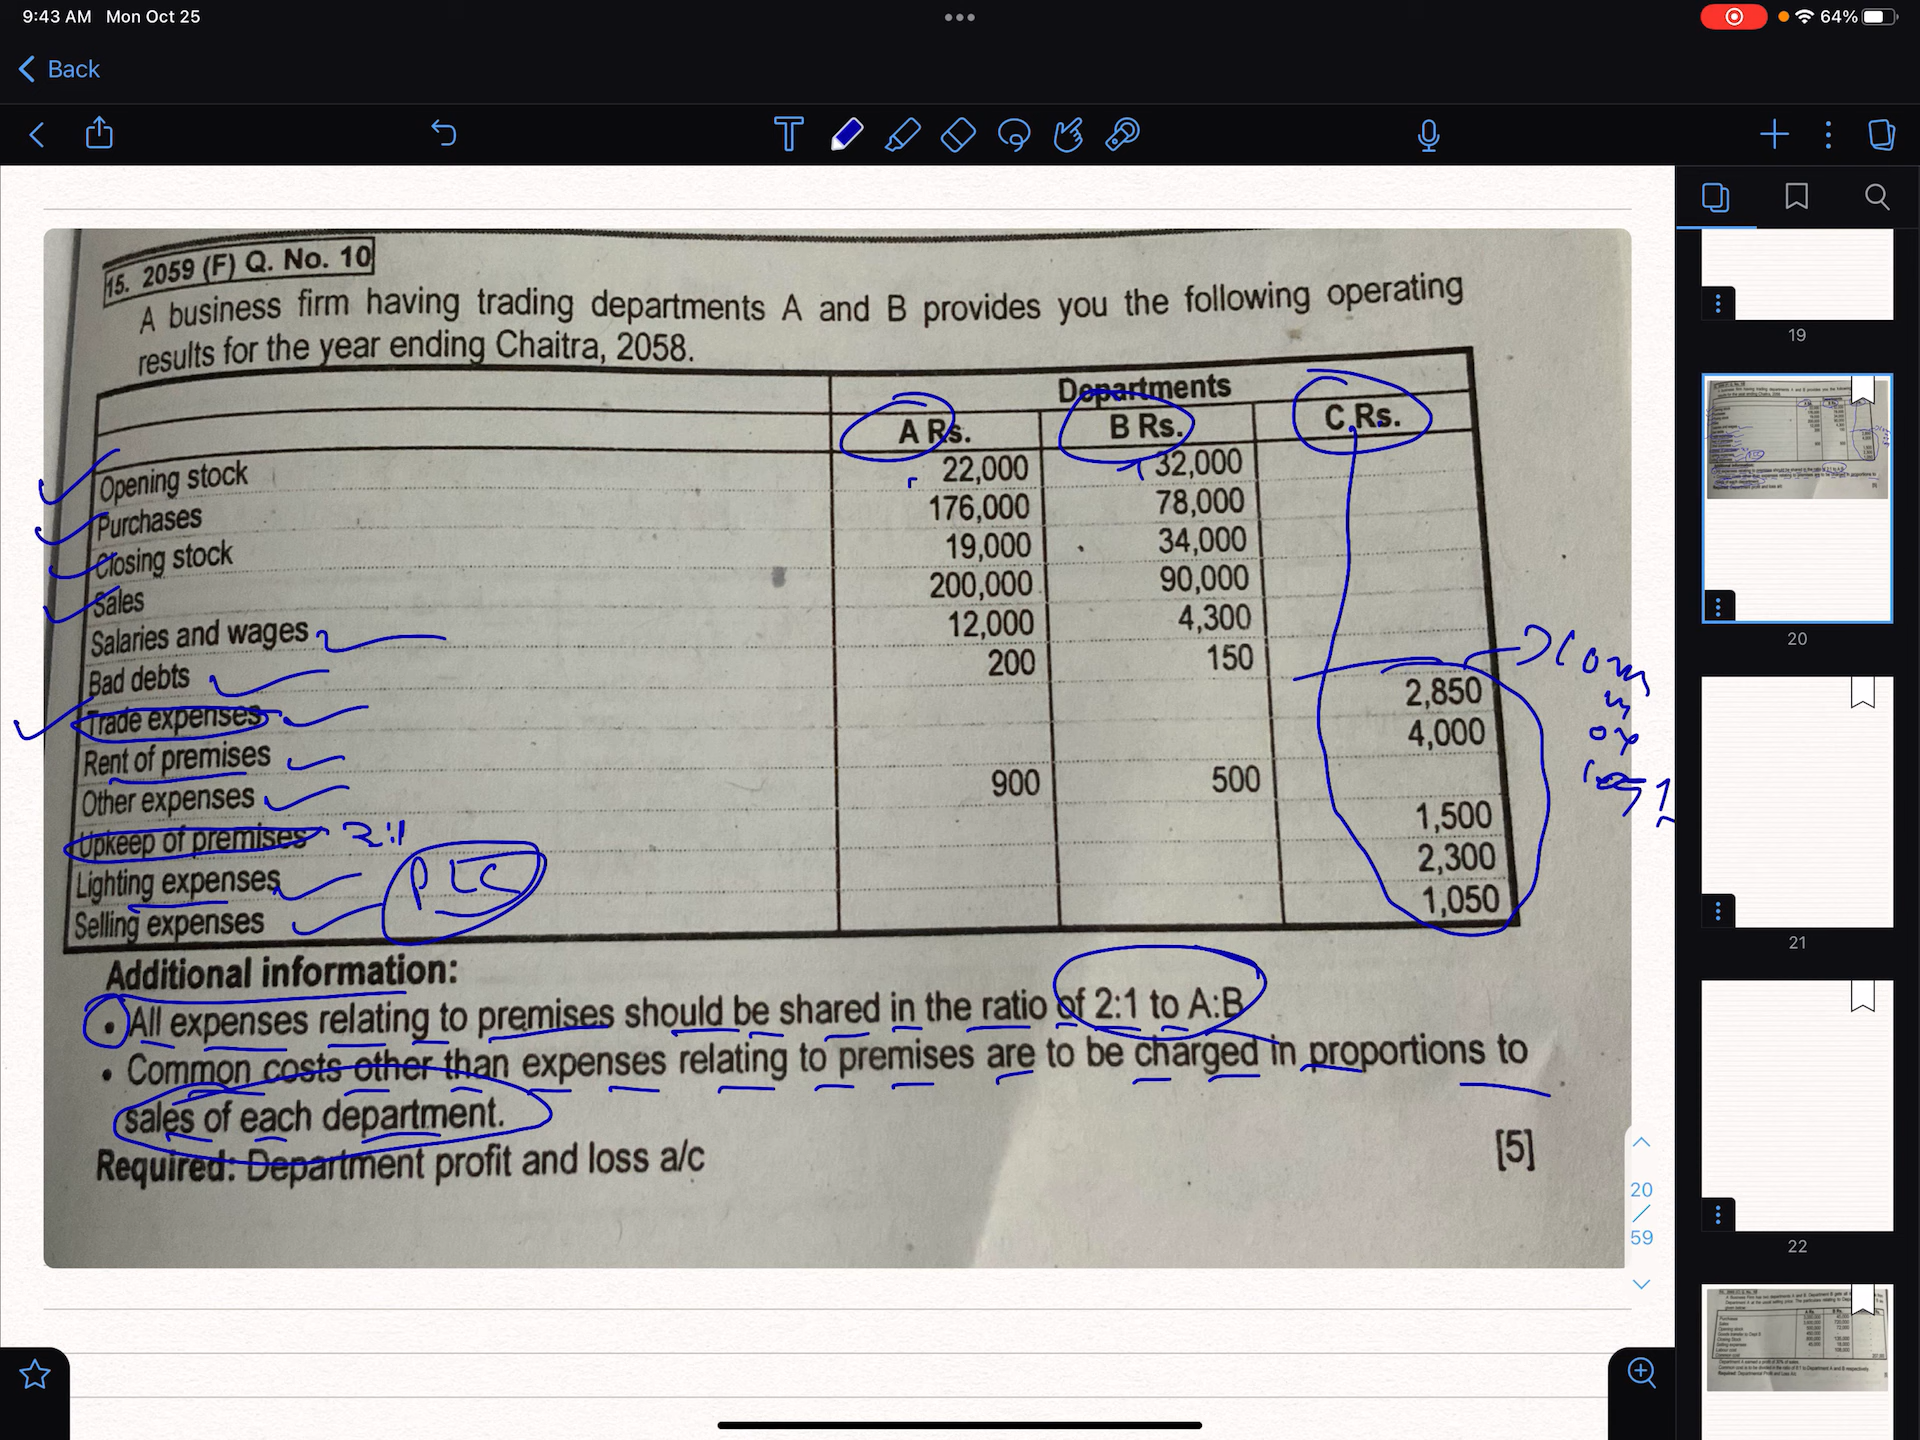 9:43 AM Mon Oct 25
64%
Back
15. 2059 (F) Q. No. 10
A business firm having trading departments A and B provides you the following operating
results for the year ending Chaitra, 2058.
Departments
A Rs. B Rs. C Rs.
Opening stock 22,000 32,000
Purchases 176,000 78,000
Closing stock 19,000 34,000
Sales 200,000 90,000
Salaries and wages 12,000 4,300
Bad debts 200 150
Trade expenses 2,850
Rent of premises 4,000
Other expenses 900 500
Upkeep of premises 2:1 1,500
Lighting expenses 2,300
Selling expenses 1,050
Additional information:
• All expenses relating to premises should be shared in the ratio of 2:1 to A:B
• Common costs other than expenses relating to premises are to be charged in proportions to
sales of each department.
Required: Department profit and loss a/c [5]
20
/
59
19
20
21
22